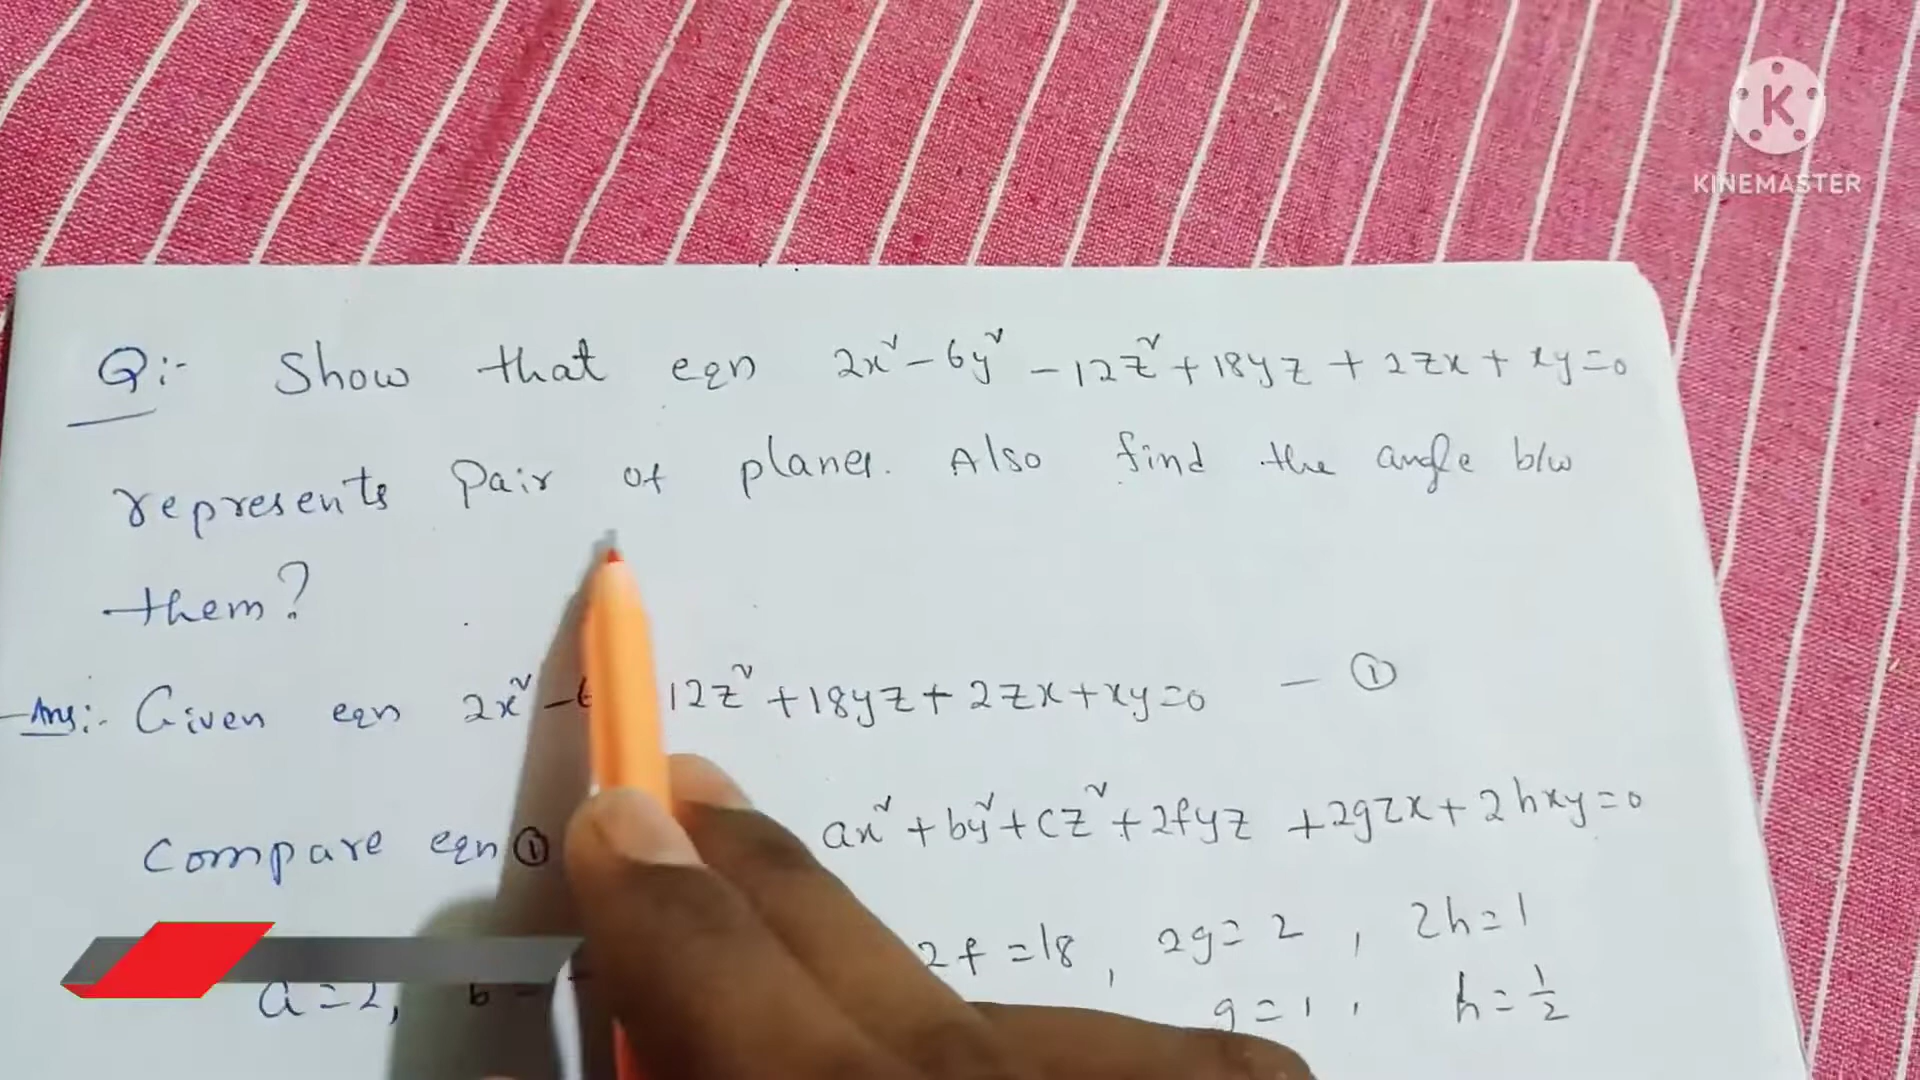 KINEMASTER
Q:- Show that eqn 2x² - 6y² - 12z² + 18yz + 2zx + xy = 0
represents Pair of planes. Also find the angle b/w
them?
Ans:- Given eqn 2x² - 6 12z² + 18yz + 2zx + xy = 0 - ①
Compare eqn ① ax² + by² + cz² + 2fyz + 2gzx + 2hxy = 0
2f = 18, 2g = 2, 2h = 1
a = 2, b = g = 1, h = 1/2